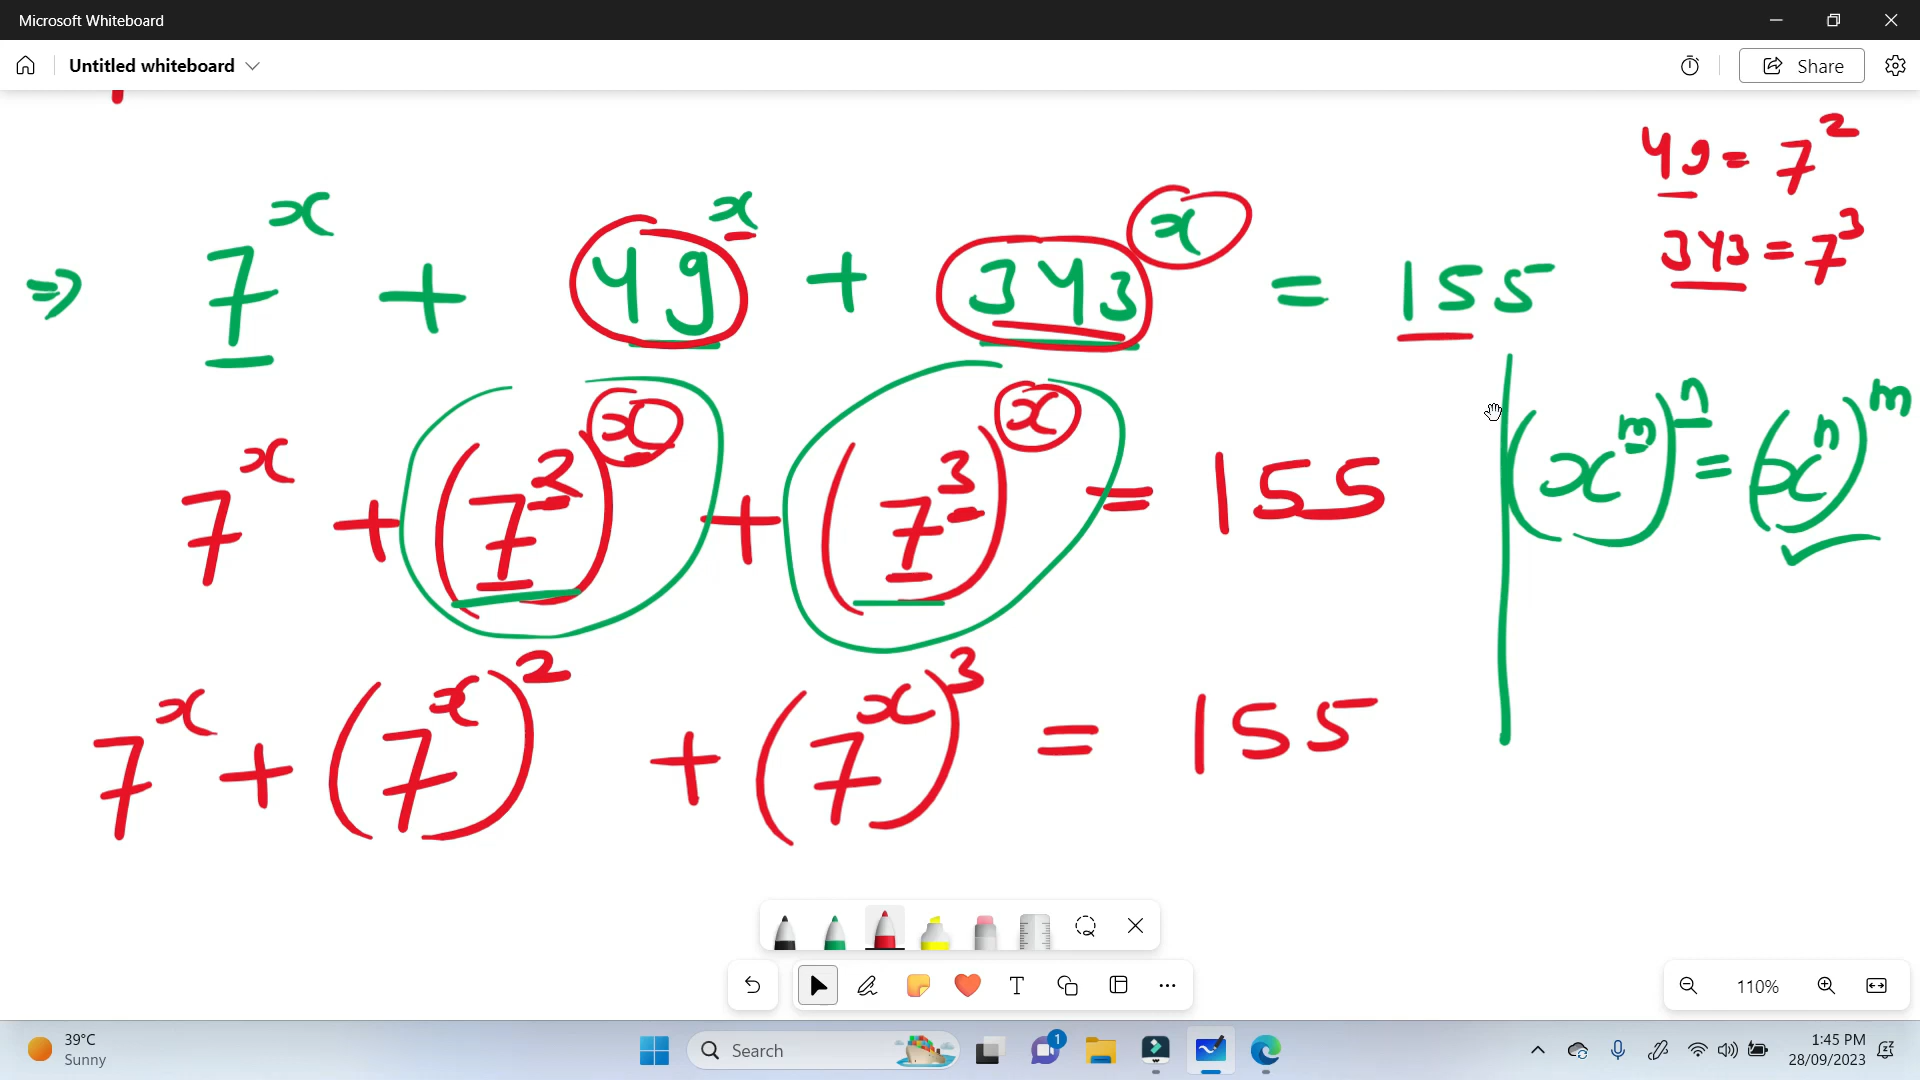 Microsoft Whiteboard
Untitled whiteboard
Share
49 = 7²
343 = 7³
⇒ 7ˣ + 49ˣ + 343ˣ = 155
7ˣ + (7²)ˣ + (7³)ˣ = 155
(xᵐ)ⁿ = (xⁿ)ᵐ
7ˣ + (7ˣ)² + (7ˣ)³ = 155
110%
39°C
Sunny
Search
1
1:45 PM
28/09/2023